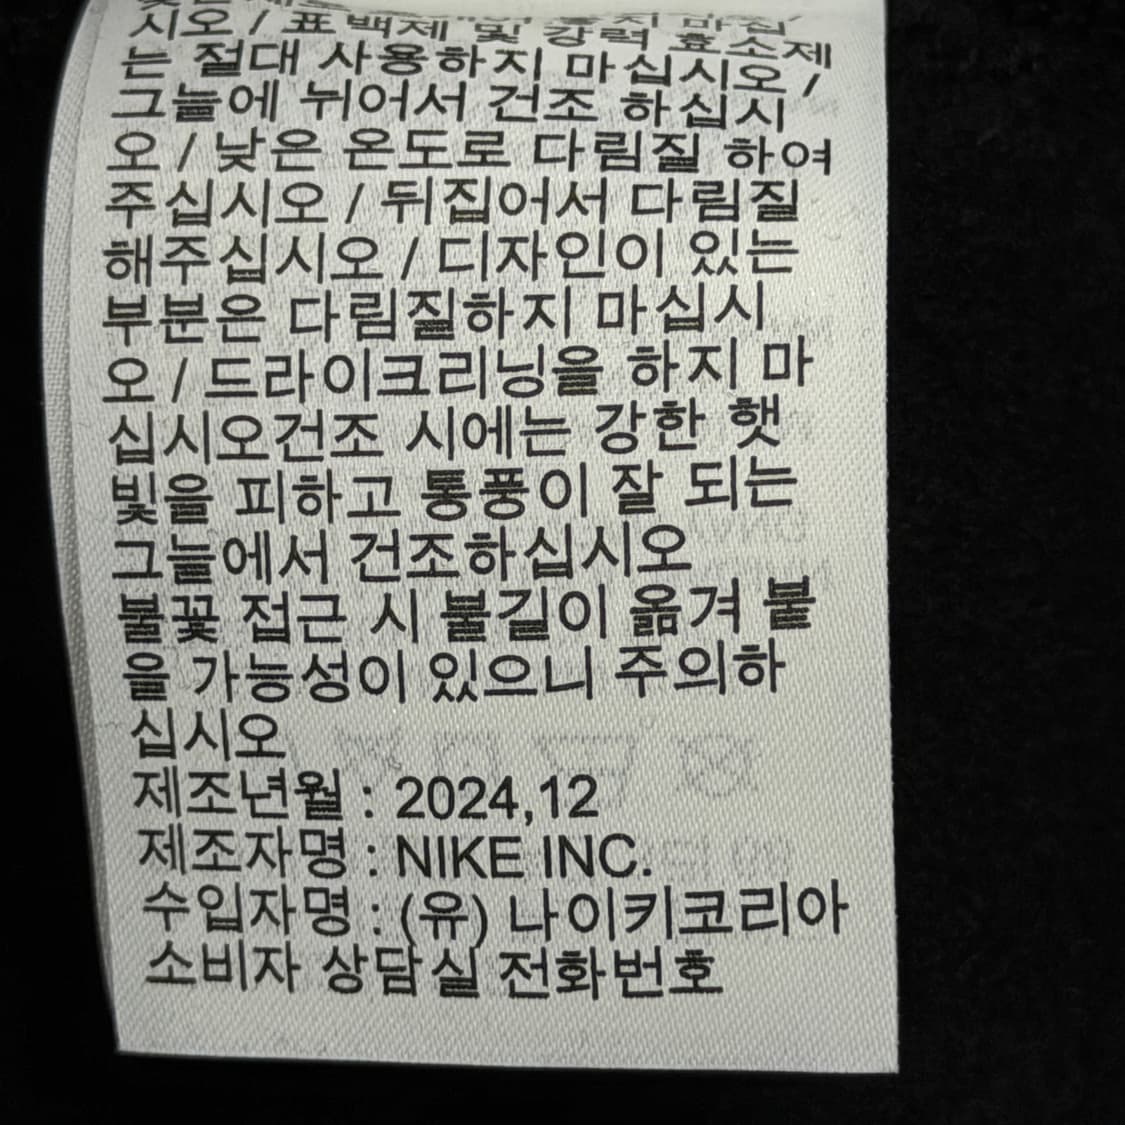 시오 / 표백제 및 강력 효소제
는 절대 사용하지 마십시오 /
그늘에 뉘어서 건조 하십시
오 / 낮은 온도로 다림질 하여
주십시오 / 뒤집어서 다림질
해주십시오 / 디자인이 있는
부분은 다림질하지 마십시
오 / 드라이크리닝을 하지 마
십시오건조 시에는 강한 햇
빛을 피하고 통풍이 잘 되는
그늘에서 건조하십시오
불꽃 접근 시 불길이 옮겨 붙
을 가능성이 있으니 주의하
십시오
제조년월 : 2024,12
제조자명 : NIKE INC.
수입자명 : (유) 나이키코리아
소비자 상담실 전화번호